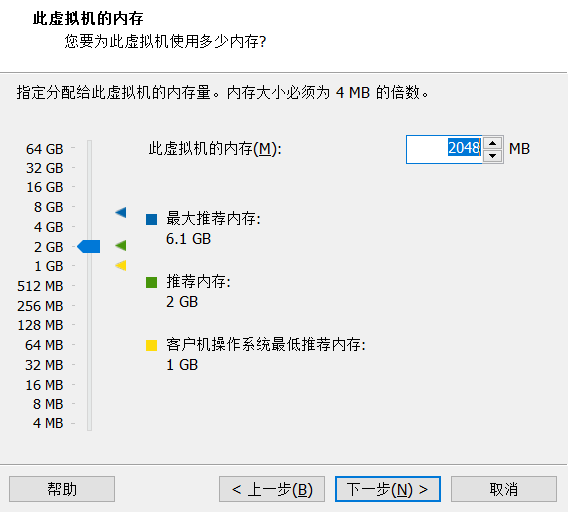 此虚拟机的内存
您要为此虚拟机使用多少内存?
指定分配给此虚拟机的内存量。内存大小必须为 4 MB 的倍数。
64 GB
32 GB
16 GB
8 GB
4 GB
2 GB
1 GB
512 MB
256 MB
128 MB
64 MB
32 MB
16 MB
8 MB
4 MB
此虚拟机的内存(M): 2048 MB
最大推荐内存:
6.1 GB
推荐内存:
2 GB
客户机操作系统最低推荐内存:
1 GB
帮助 < 上一步(B) 下一步(N) > 取消